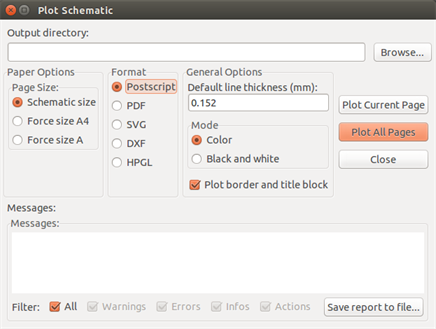 Plot Schematic
Output directory:
Browse...
Paper Options
Page Size:
Schematic size
Force size A4
Force size A
Format
Postscript
PDF
SVG
DXF
HPGL
General Options
Default line thickness (mm):
0.152
Mode
Color
Black and white
Plot border and title block
Plot Current Page
Plot All Pages
Close
Messages:
Messages:
Filter: All Warnings Errors Infos Actions Save report to file...